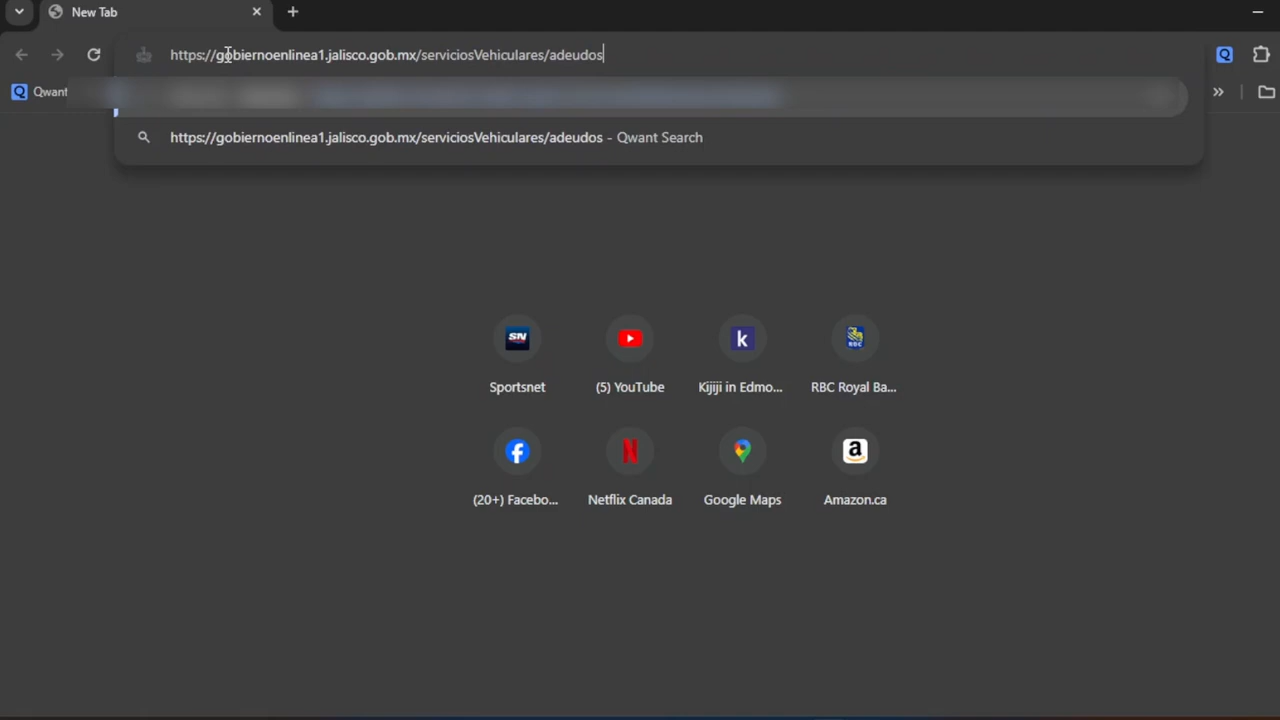 New Tab
https://gobiernoenlinea1.jalisco.gob.mx/serviciosVehiculares/adeudos
Q
Q Qwant
»
https://gobiernoenlinea1.jalisco.gob.mx/serviciosVehiculares/adeudos - Qwant Search
SN
k
RBC
Sportsnet
(5) YouTube
Kijiji in Edmo...
RBC Royal Ba...
f
N
a
(20+) Facebo...
Netflix Canada
Google Maps
Amazon.ca